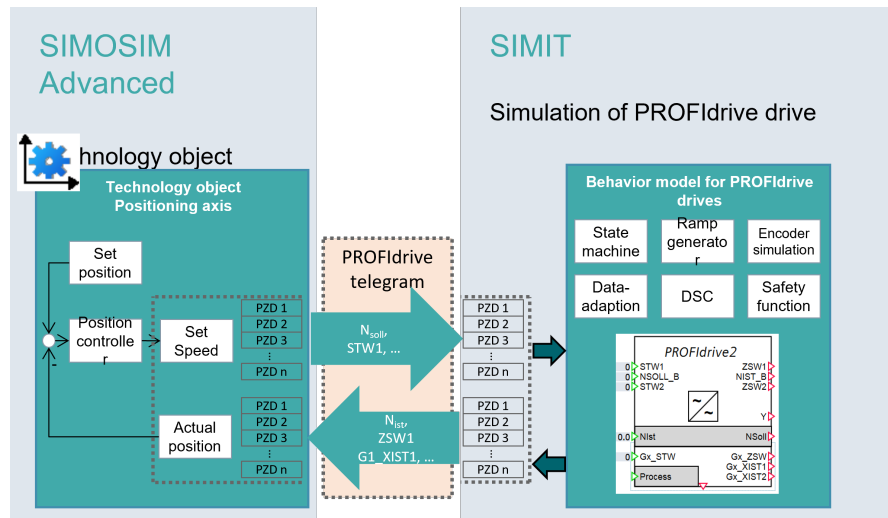 SIMOSIM
Advanced
hnology object
Technology object
Positioning axis
Set
position
Position
controlle
r
Set
Speed
Actual
position
-
PZD 1
PZD 2
PZD 3
⋮
PZD n
PZD 1
PZD 2
PZD 3
⋮
PZD n
PROFIdrive
telegram
Nsoll,
STW1, ...
Nist,
ZSW1
G1_XIST1, ...
SIMIT
Simulation of PROFIdrive drive
PZD 1
PZD 2
PZD 3
⋮
PZD n
PZD 1
PZD 2
PZD 3
⋮
PZD n
Behavior model for PROFIdrive
drives
State
machine
Ramp
generato
r
Encoder
simulation
Data-
adaption
DSC
Safety
function
PROFIdrive2
0 STW1 ZSW1
0 NSOLL_B NIST_B
0 STW2 ZSW2
~
~
Y
0.0 NIst NSoll
0 Gx_STW Gx_ZSW
Gx_XIST1
Process Gx_XIST2